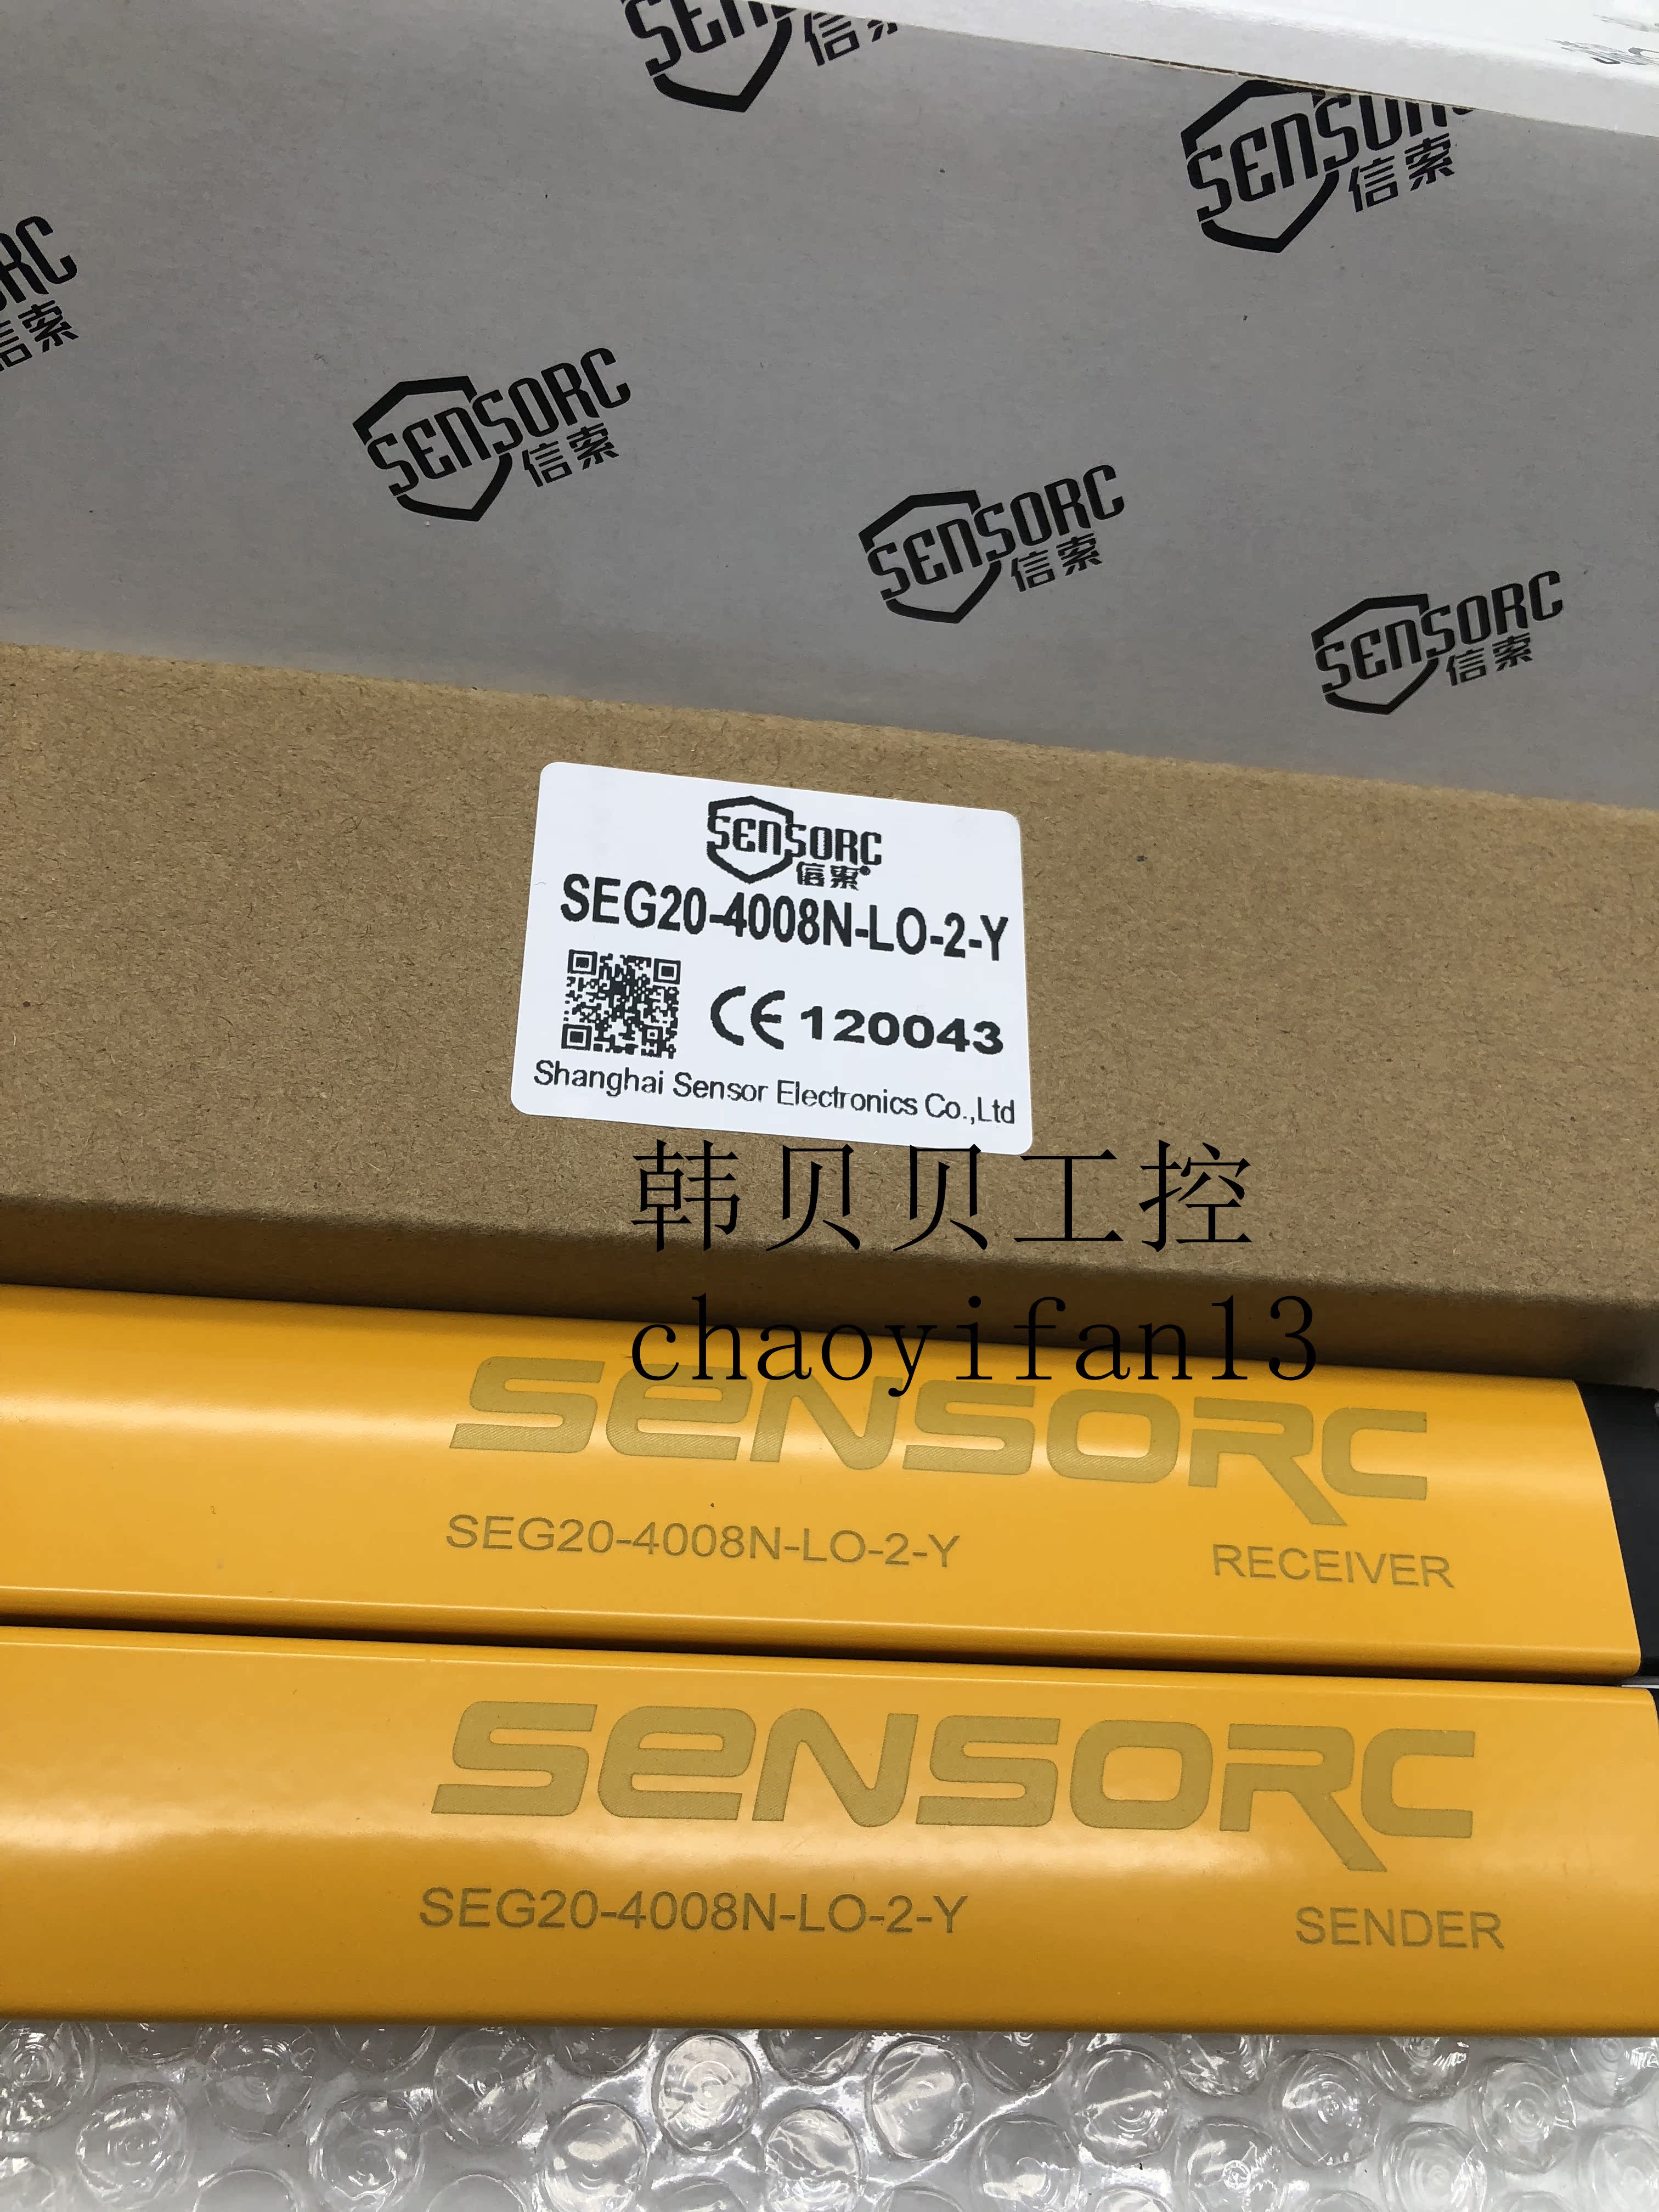 SENSORC
信索
SENSORC
信索
SENSORC
信索
SENSORC
信索
SENSORC
信索
SENSORC
信索®
SEG20-4008N-LO-2-Y
CE 120043
Shanghai Sensor Electronics Co.,Ltd
韩贝贝工控
chaoyifan13
SENSORC
SEG20-4008N-LO-2-Y RECEIVER
SENSORC
SEG20-4008N-LO-2-Y SENDER